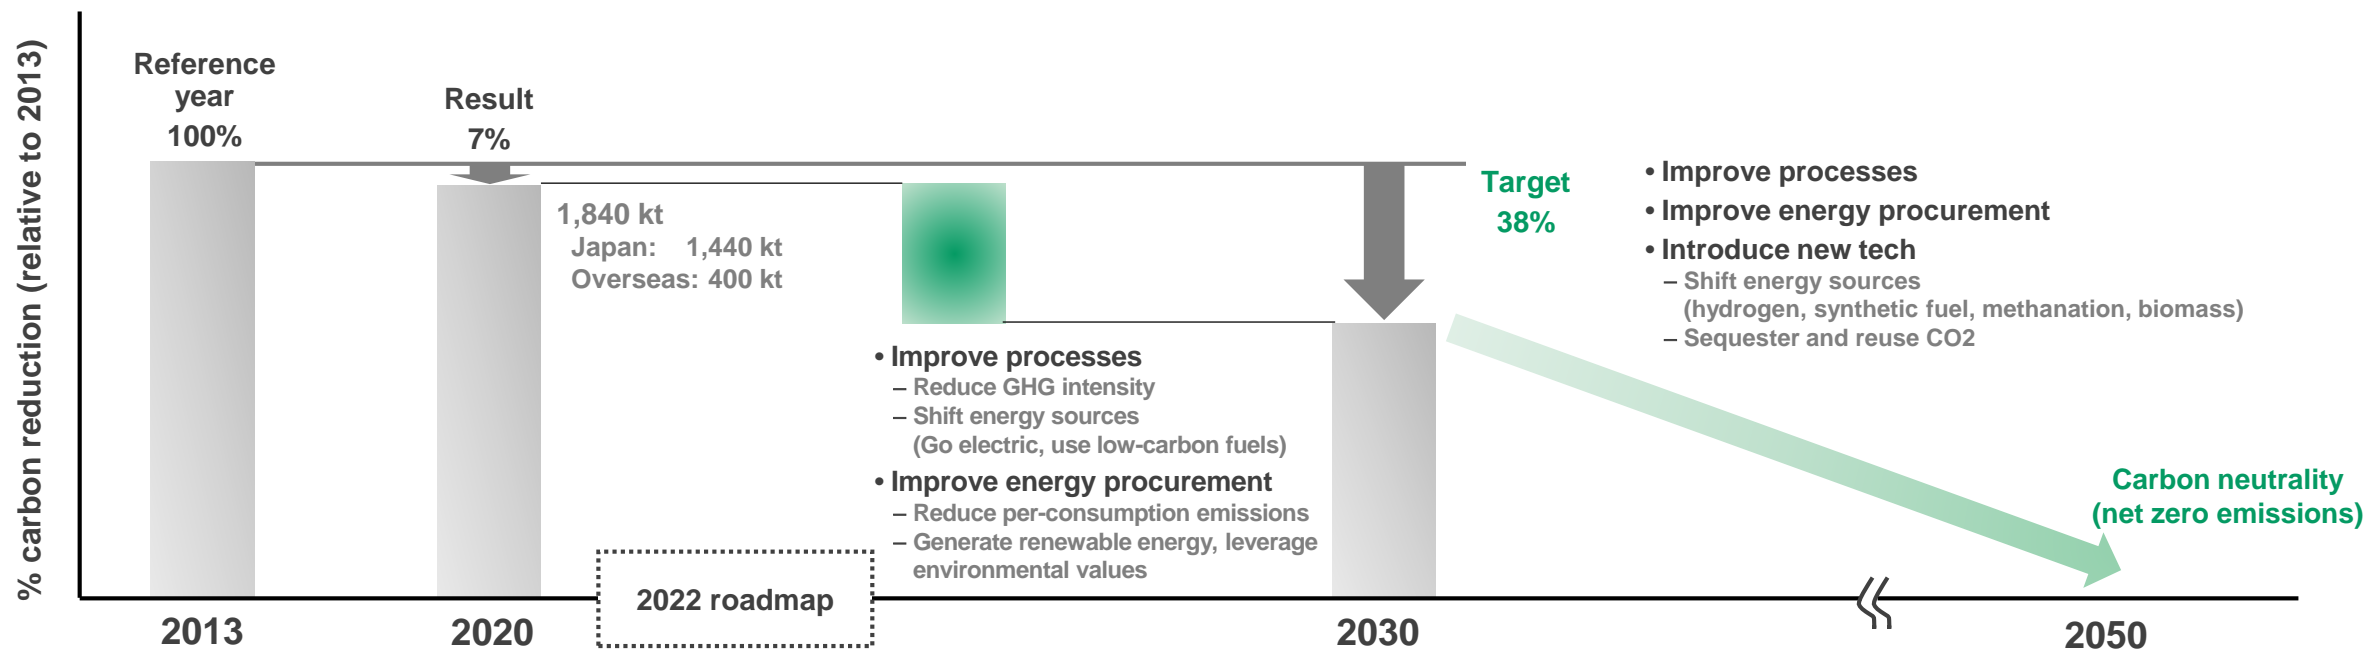 % carbon reduction (relative to 2013)
Reference
year
100%
Result
7%
1,840 kt
Japan: 1,440 kt
Overseas: 400 kt
• Improve processes
– Reduce GHG intensity
– Shift energy sources
(Go electric, use low-carbon fuels)
• Improve energy procurement
– Reduce per-consumption emissions
– Generate renewable energy, leverage
environmental values
Target
38%
• Improve processes
• Improve energy procurement
• Introduce new tech
– Shift energy sources
(hydrogen, synthetic fuel, methanation, biomass)
– Sequester and reuse CO2
Carbon neutrality
(net zero emissions)
2013
2020
2022 roadmap
2030
2050